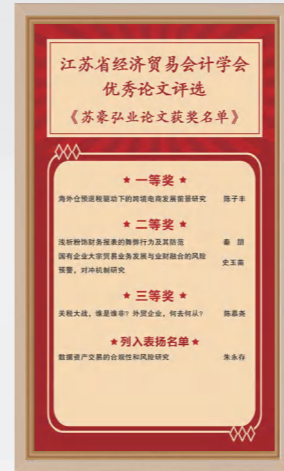 江苏省经济贸易会计学会
优秀论文评选
《苏豪弘业论文获奖名单》
★ 一等奖 ★
海外仓预退税驱动下的跨境电商发展前景研究 陈子丰
★ 二等奖 ★
浅析粉饰财务报表的舞弊行为及其防范 秦
国有企业大宗贸易业务发展与业财融合的风险
预警,对冲机制研究 史玉苗
★ 三等奖 ★
关税大战,谁是谁非?外贸企业,何去何从? 陈慕英
★列入表扬名单★
数据资产交易的合规性和风险研究 朱永存